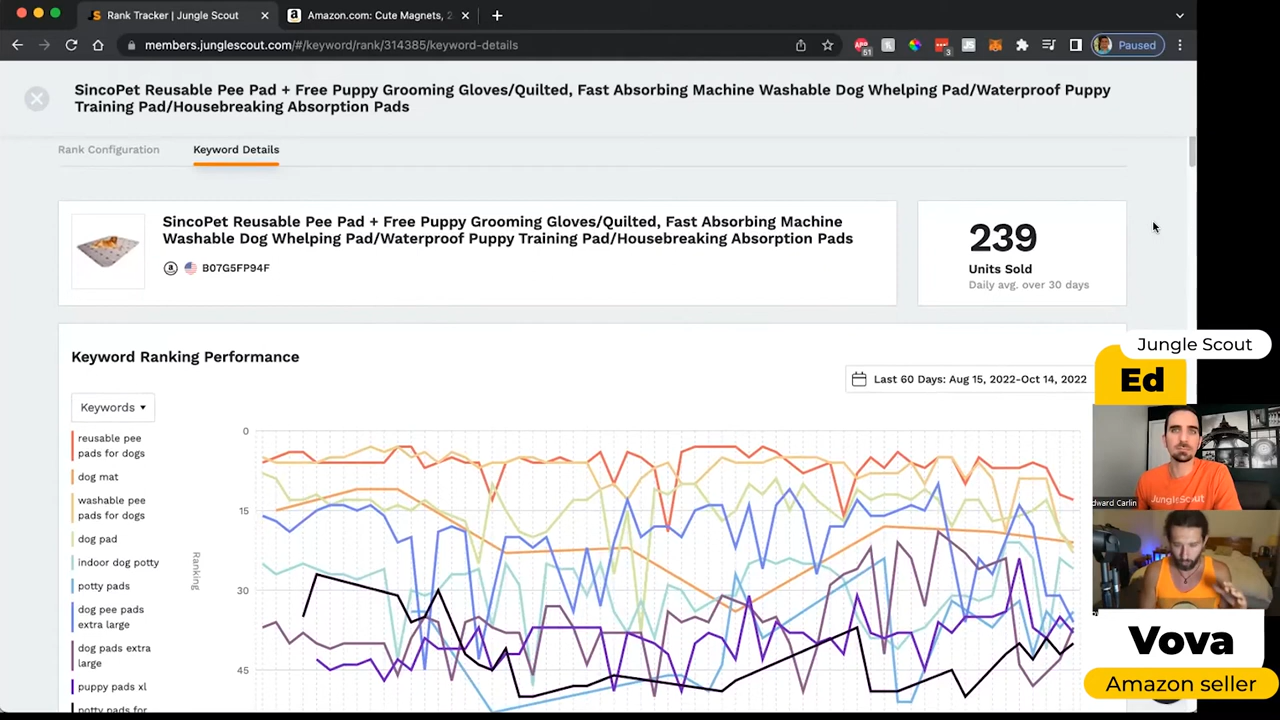 Rank Tracker | Jungle Scout
Amazon.com: Cute Magnets, 2
members.junglescout.com/#/keyword/rank/314385/keyword-details
51
3
Paused
SincoPet Reusable Pee Pad + Free Puppy Grooming Gloves/Quilted, Fast Absorbing Machine Washable Dog Whelping Pad/Waterproof Puppy
Training Pad/Housebreaking Absorption Pads
Rank Configuration
Keyword Details
SincoPet Reusable Pee Pad + Free Puppy Grooming Gloves/Quilted, Fast Absorbing Machine
Washable Dog Whelping Pad/Waterproof Puppy Training Pad/Housebreaking Absorption Pads
B07G5FP94F
239
Units Sold
Daily avg. over 30 days
Keyword Ranking Performance
Last 60 Days: Aug 15, 2022-Oct 14, 2022
Keywords
reusable pee
pads for dogs
dog mat
washable pee
pads for dogs
dog pad
indoor dog potty
potty pads
dog pee pads
extra large
dog pads extra
large
puppy pads xl
potty pads for
Ranking
0
15
30
45
Jungle Scout
Ed
dward Carlin
JungleScout
Vova
Amazon seller